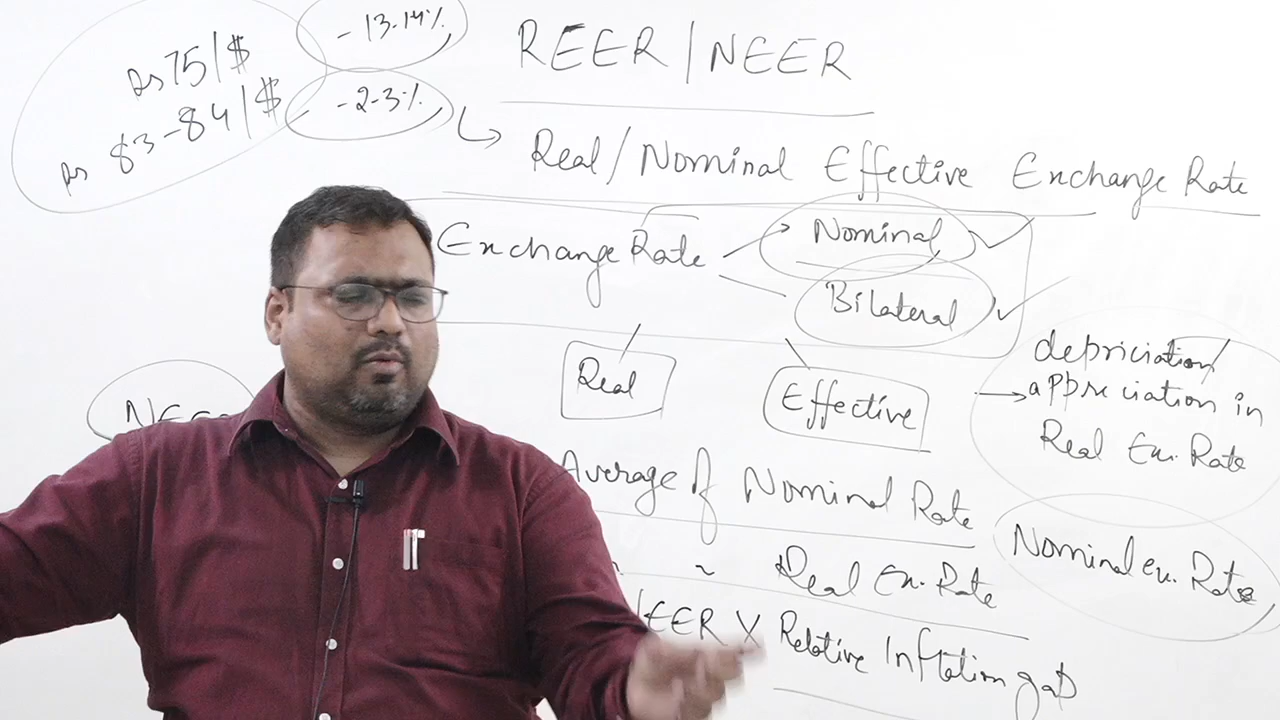 Rs 75/$
- 13-14%
Rs 83-84/$
- 2-3%
REER/NEER
Real/Nominal Effective Exchange Rate
Exchange Rate
Nominal
Bilateral
Real
Effective
depriciation/
appreciation in
Real Ex. Rate
Average of Nominal Rate
Nominal ex. Rate
" Real Ex. Rate
EER X Relative Inflation gap